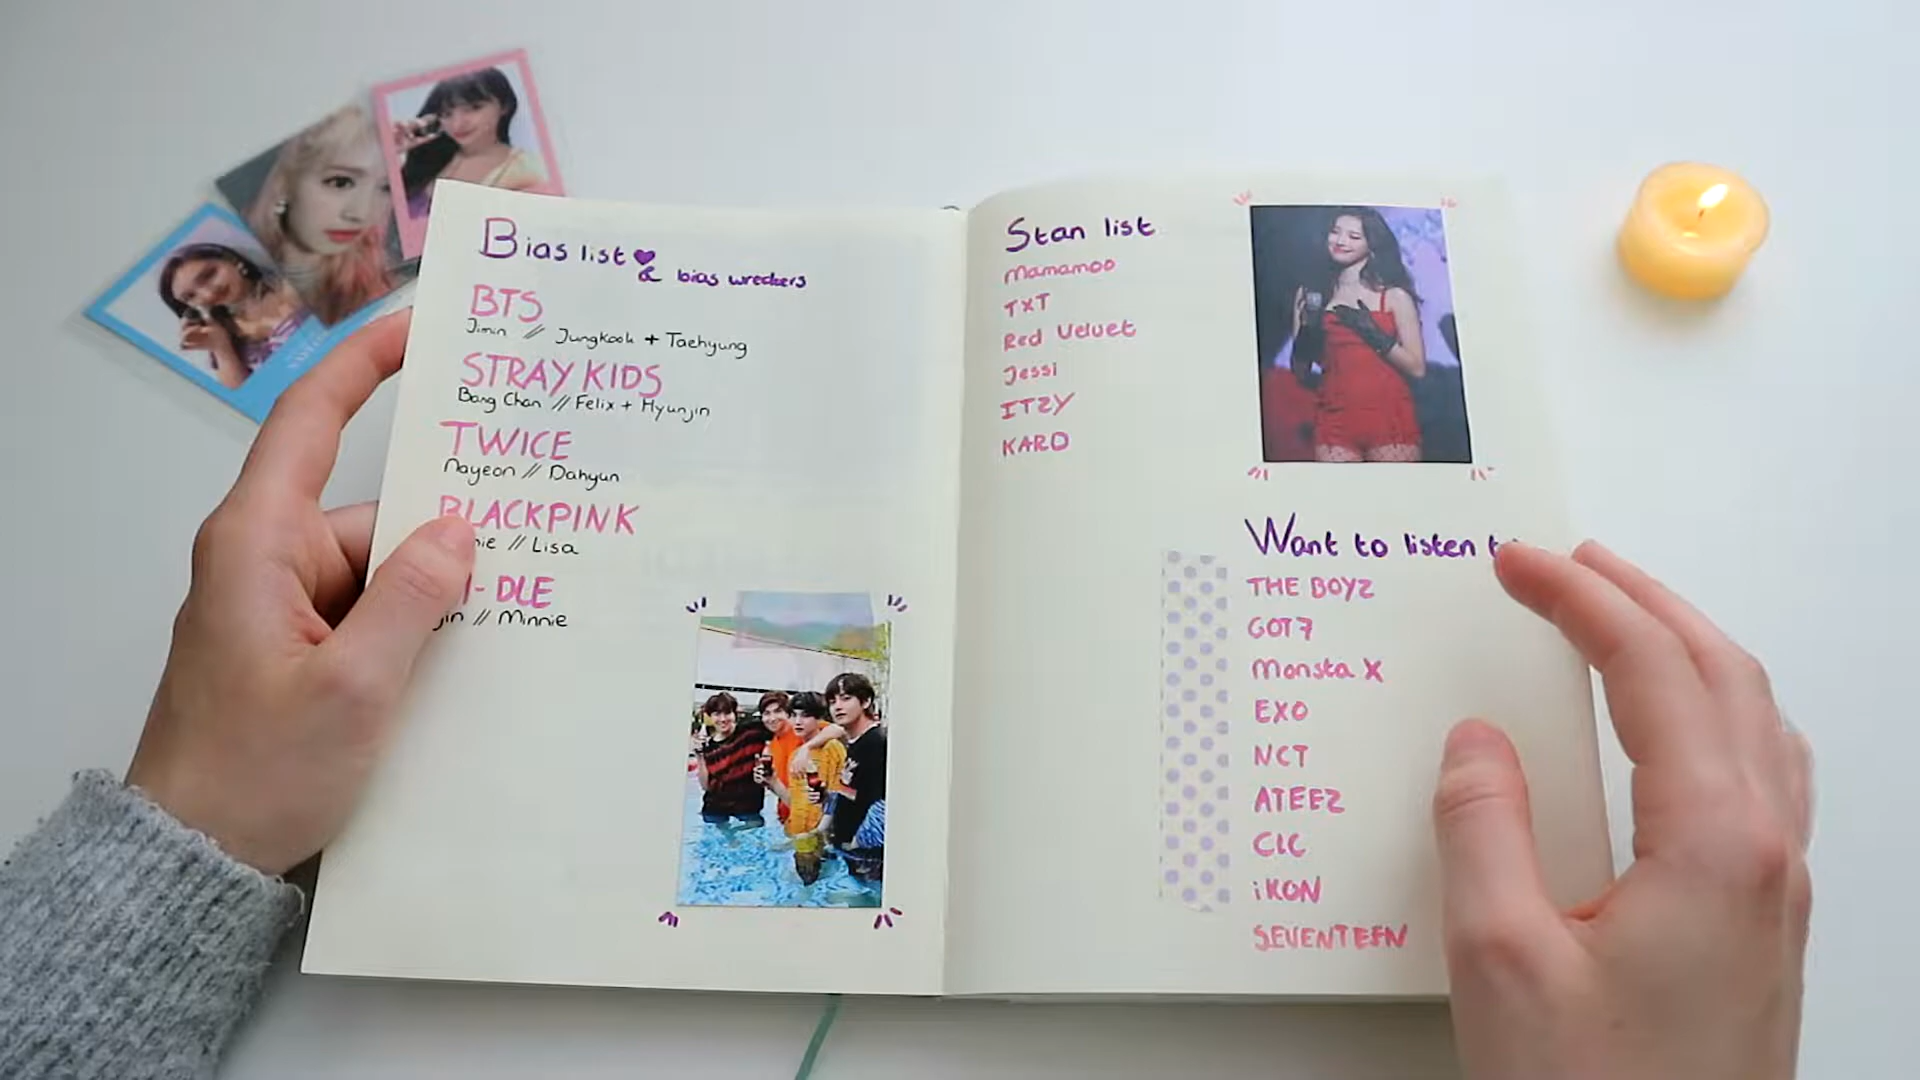 Bias list
& bias wreckers
BTS
Jimin // Jungkook + Taehyung
STRAY KIDS
Bang Chan // Felix + Hyunjin
TWICE
Nayeon // Dahyun
BLACKPINK
nie // Lisa
I-DLE
jin // Minnie
Stan list
Mamamoo
TXT
Red Velvet
Jessi
ITZY
KARD
Want to listen t
THE BOYZ
GOT7
Monsta X
EXO
NCT
ATEEZ
CLC
iKON
SEVENTEEN